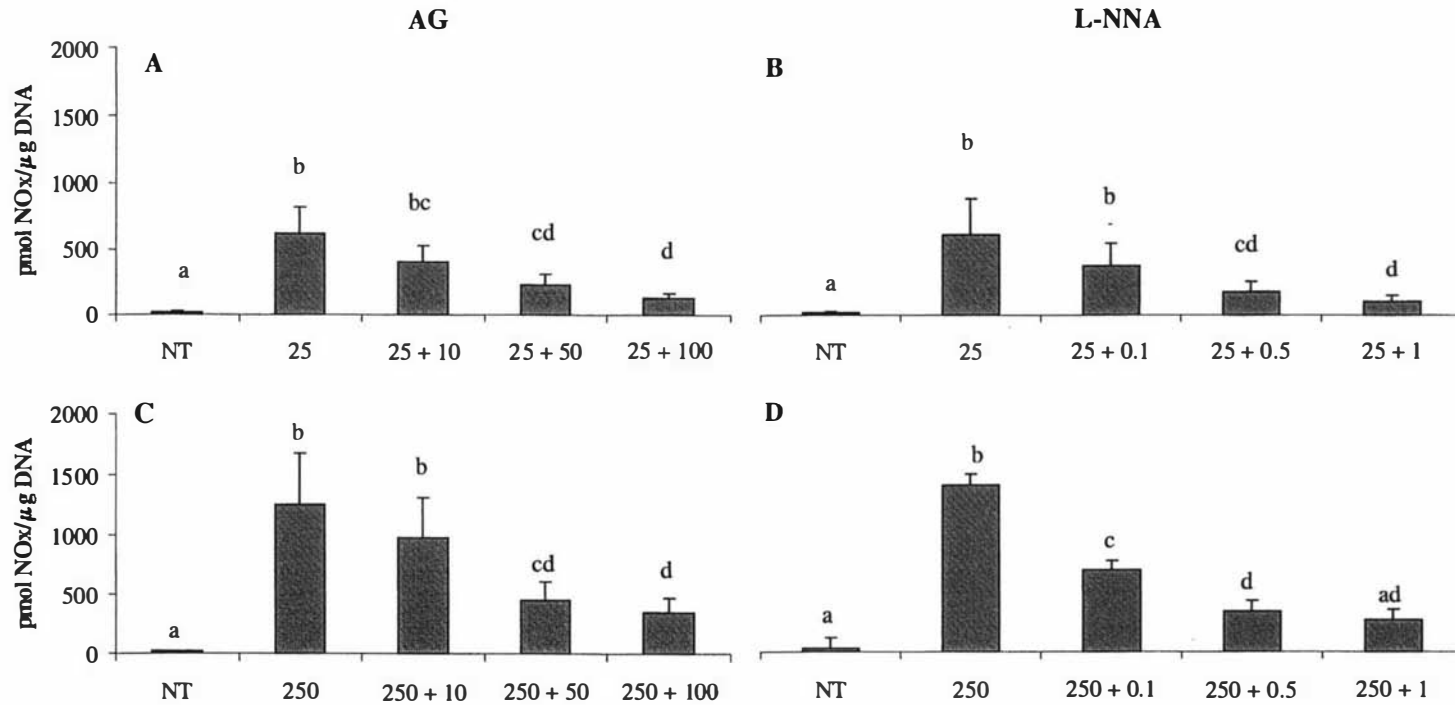 AG
L-NNA
A
B
pmol NOx/µg DNA
2000
1500
1000
500
0
a
b
bc
cd
d
a
b
b
cd
d
NT 25 25 + 10 25 + 50 25 + 100
NT 25 25 + 0.1 25 + 0.5 25 + 1
C
D
pmol NOx/µg DNA
2000
1500
1000
500
0
a
b
b
cd
d
a
b
c
d
ad
NT 250 250 + 10 250 + 50 250 + 100
NT 250 250 + 0.1 250 + 0.5 250 + 1